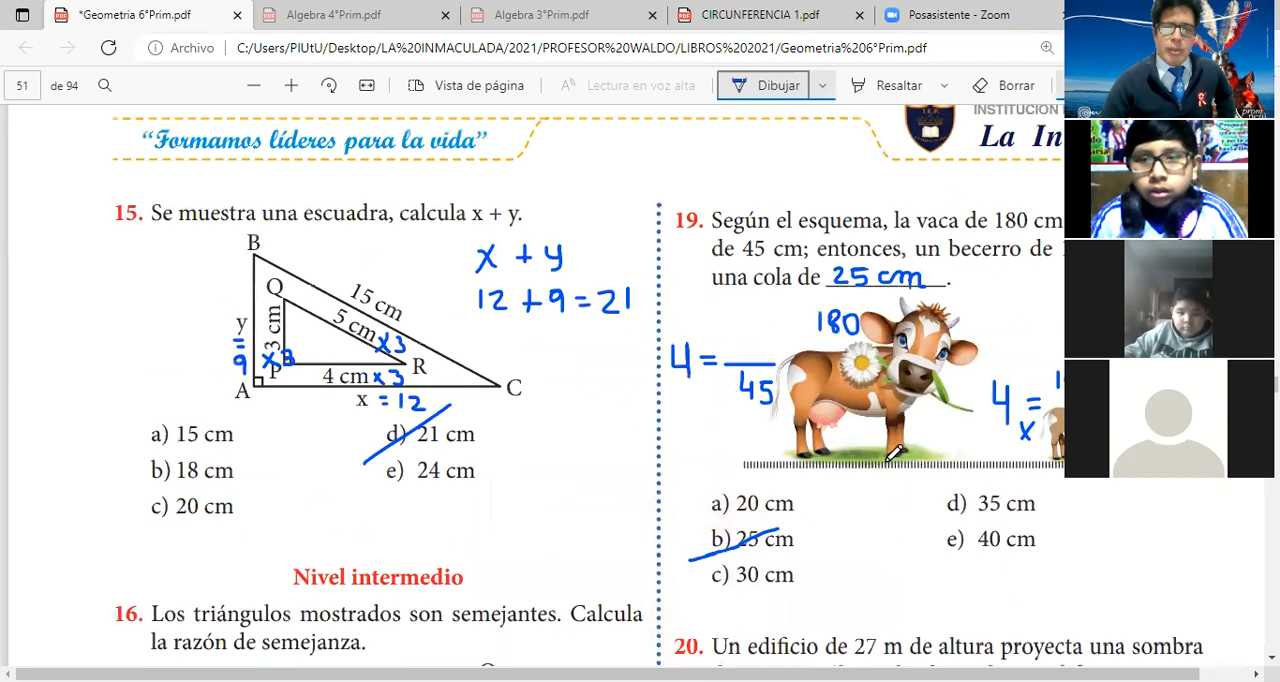 *Geometria 6°Prim.pdf
Algebra 4°Prim.pdf
Algebra 3°Prim.pdf
CIRCUNFERENCIA 1.pdf
Posasistente - Zoom
Archivo
C:/Users/PIUtU/Desktop/LA%20INMACULADA/2021/PROFESOR%20WALDO/LIBROS%202021/Geometria%206°Prim.pdf
51 de 94
Vista de página
Lectura en voz alta
Dibujar
Resaltar
Borrar
INSTITUCION
"Formamos líderes para la vida"
La In
15. Se muestra una escuadra, calcula x + y.
B
Q
15 cm
5 cm x3
3 cm
x3
y
= 9
P
R
4 cm x3
A
x = 12
C
x + y
12 + 9 = 21
a) 15 cm
d) 21 cm
b) 18 cm
e) 24 cm
c) 20 cm
Nivel intermedio
16. Los triángulos mostrados son semejantes. Calcula
la razón de semejanza.
19. Según el esquema, la vaca de 180 cm
de 45 cm; entonces, un becerro de
una cola de 25 cm.
180
4 =
45
4 =
x
a) 20 cm
d) 35 cm
b) 25 cm
e) 40 cm
c) 30 cm
20. Un edificio de 27 m de altura proyecta una sombra